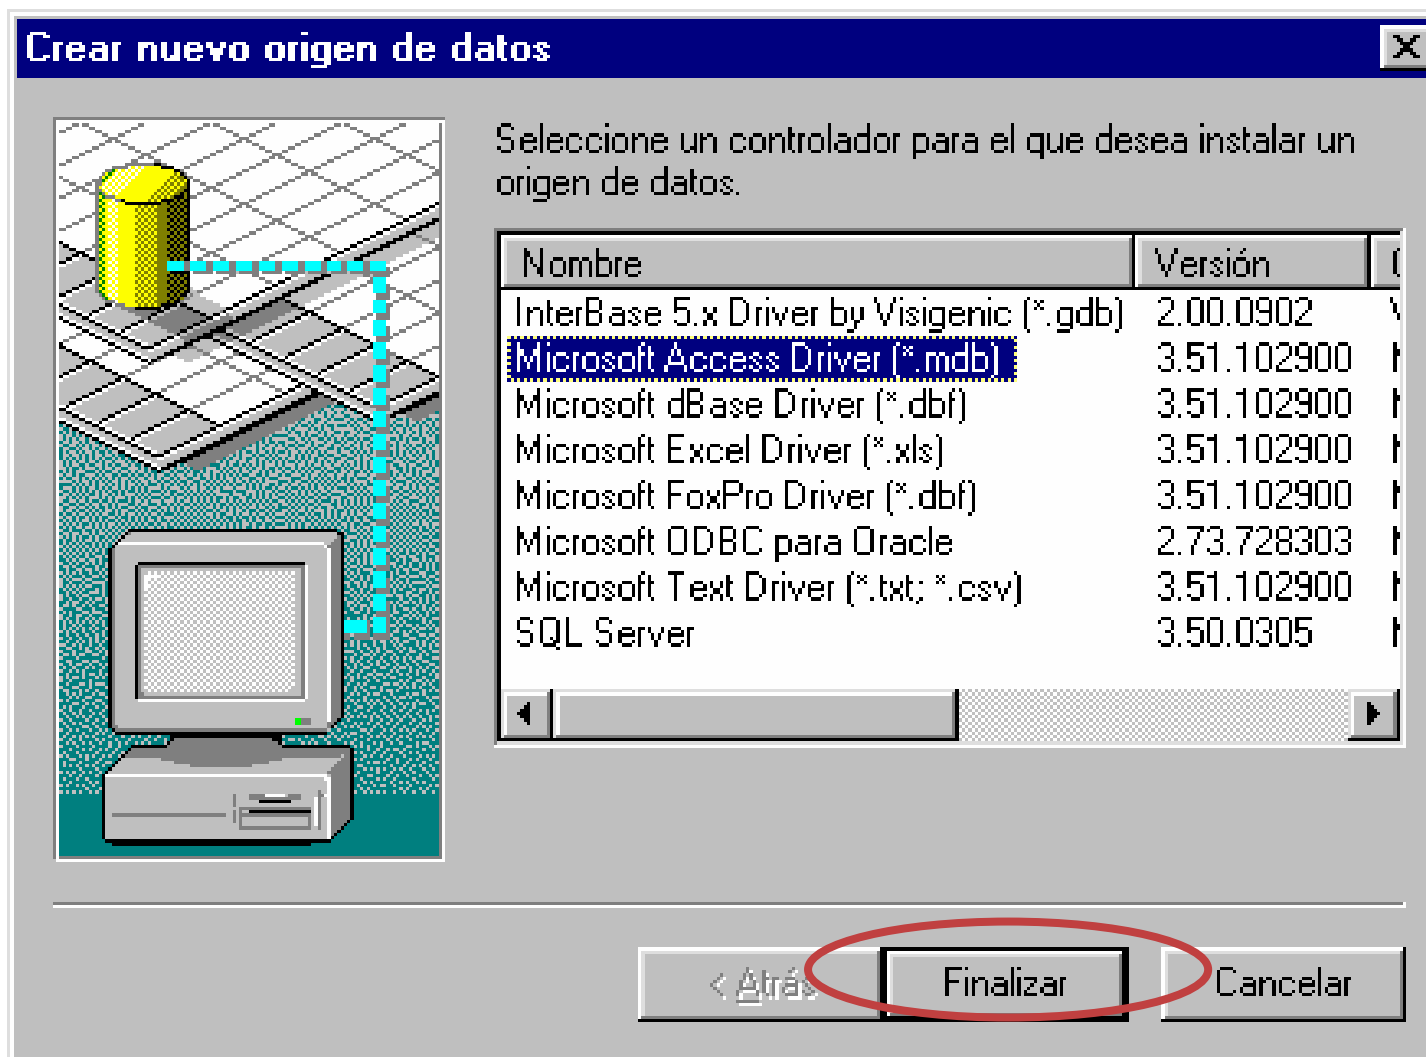 Crear nuevo origen de datos
Seleccione un controlador para el que desea instalar un
origen de datos.
Nombre Versión
InterBase 5.x Driver by Visigenic (*.gdb) 2.00.0902
Microsoft Access Driver (*.mdb) 3.51.102900
Microsoft dBase Driver (*.dbf) 3.51.102900
Microsoft Excel Driver (*.xls) 3.51.102900
Microsoft FoxPro Driver (*.dbf) 3.51.102900
Microsoft ODBC para Oracle 2.73.728303
Microsoft Text Driver (*.txt; *.csv) 3.51.102900
SQL Server 3.50.0305
< Atrás Finalizar Cancelar